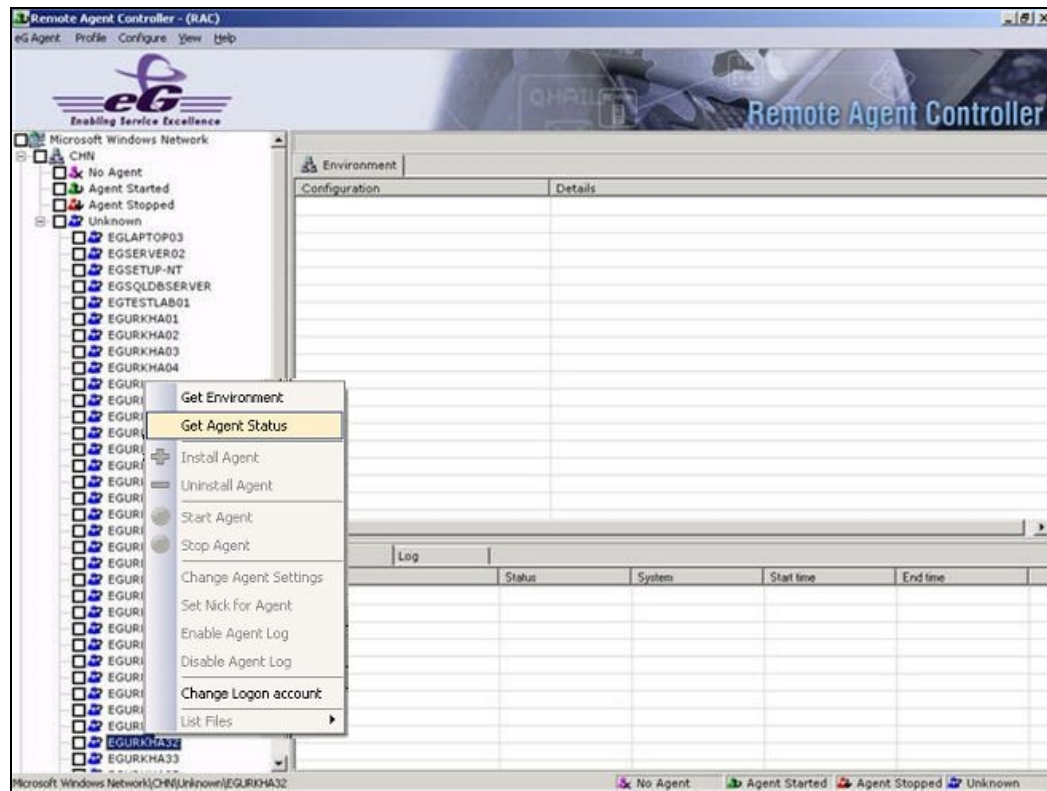 Remote Agent Controller - (RAC)
eG Agent Profile Configure View Help
eG
Enabling Service Excellence
Remote Agent Controller
Microsoft Windows Network
CHN
No Agent
Agent Started
Agent Stopped
Unknown
EGLAPTOP03
EGSERVER02
EGSETUP-NT
EGSQLDBSERVER
EGTESTLAB01
EGURKHA01
EGURKHA02
EGURKHA03
EGURKHA04
EGURKHA32
EGURKHA33
Environment
Configuration Details
Get Environment
Get Agent Status
Install Agent
Uninstall Agent
Start Agent
Stop Agent
Change Agent Settings
Set Nick for Agent
Enable Agent Log
Disable Agent Log
Change Logon account
List Files
Log
Status System Start time End time
Microsoft Windows Network\CHN\Unknown\EGURKHA32
No Agent Agent Started Agent Stopped Unknown